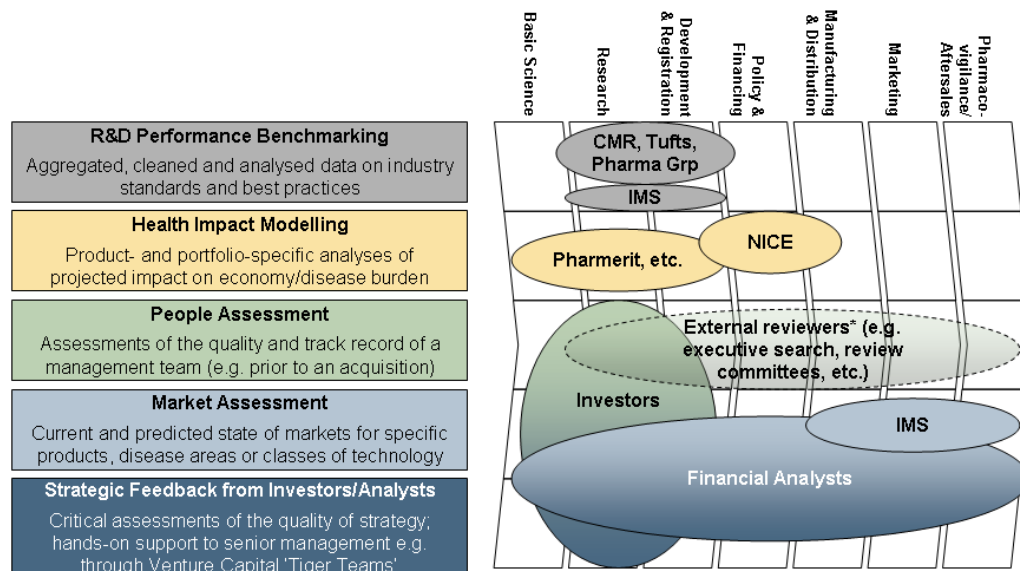 Basic Science
Research
Development
& Registration
Policy &
Financing
Manufacturing
& Distribution
Marketing
Pharmaco-
vigilance/
Aftersales
R&D Performance Benchmarking
Aggregated, cleaned and analysed data on industry
standards and best practices
CMR, Tufts,
Pharma Grp
IMS
Health Impact Modelling
Product- and portfolio-specific analyses of
projected impact on economy/disease burden
Pharmerit, etc.
NICE
People Assessment
Assessments of the quality and track record of a
management team (e.g. prior to an acquisition)
External reviewers* (e.g.
executive search, review
committees, etc.)
Investors
Market Assessment
Current and predicted state of markets for specific
products, disease areas or classes of technology
IMS
Financial Analysts
Strategic Feedback from Investors/Analysts
Critical assessments of the quality of strategy;
hands-on support to senior management e.g.
through Venture Capital 'Tiger Teams'